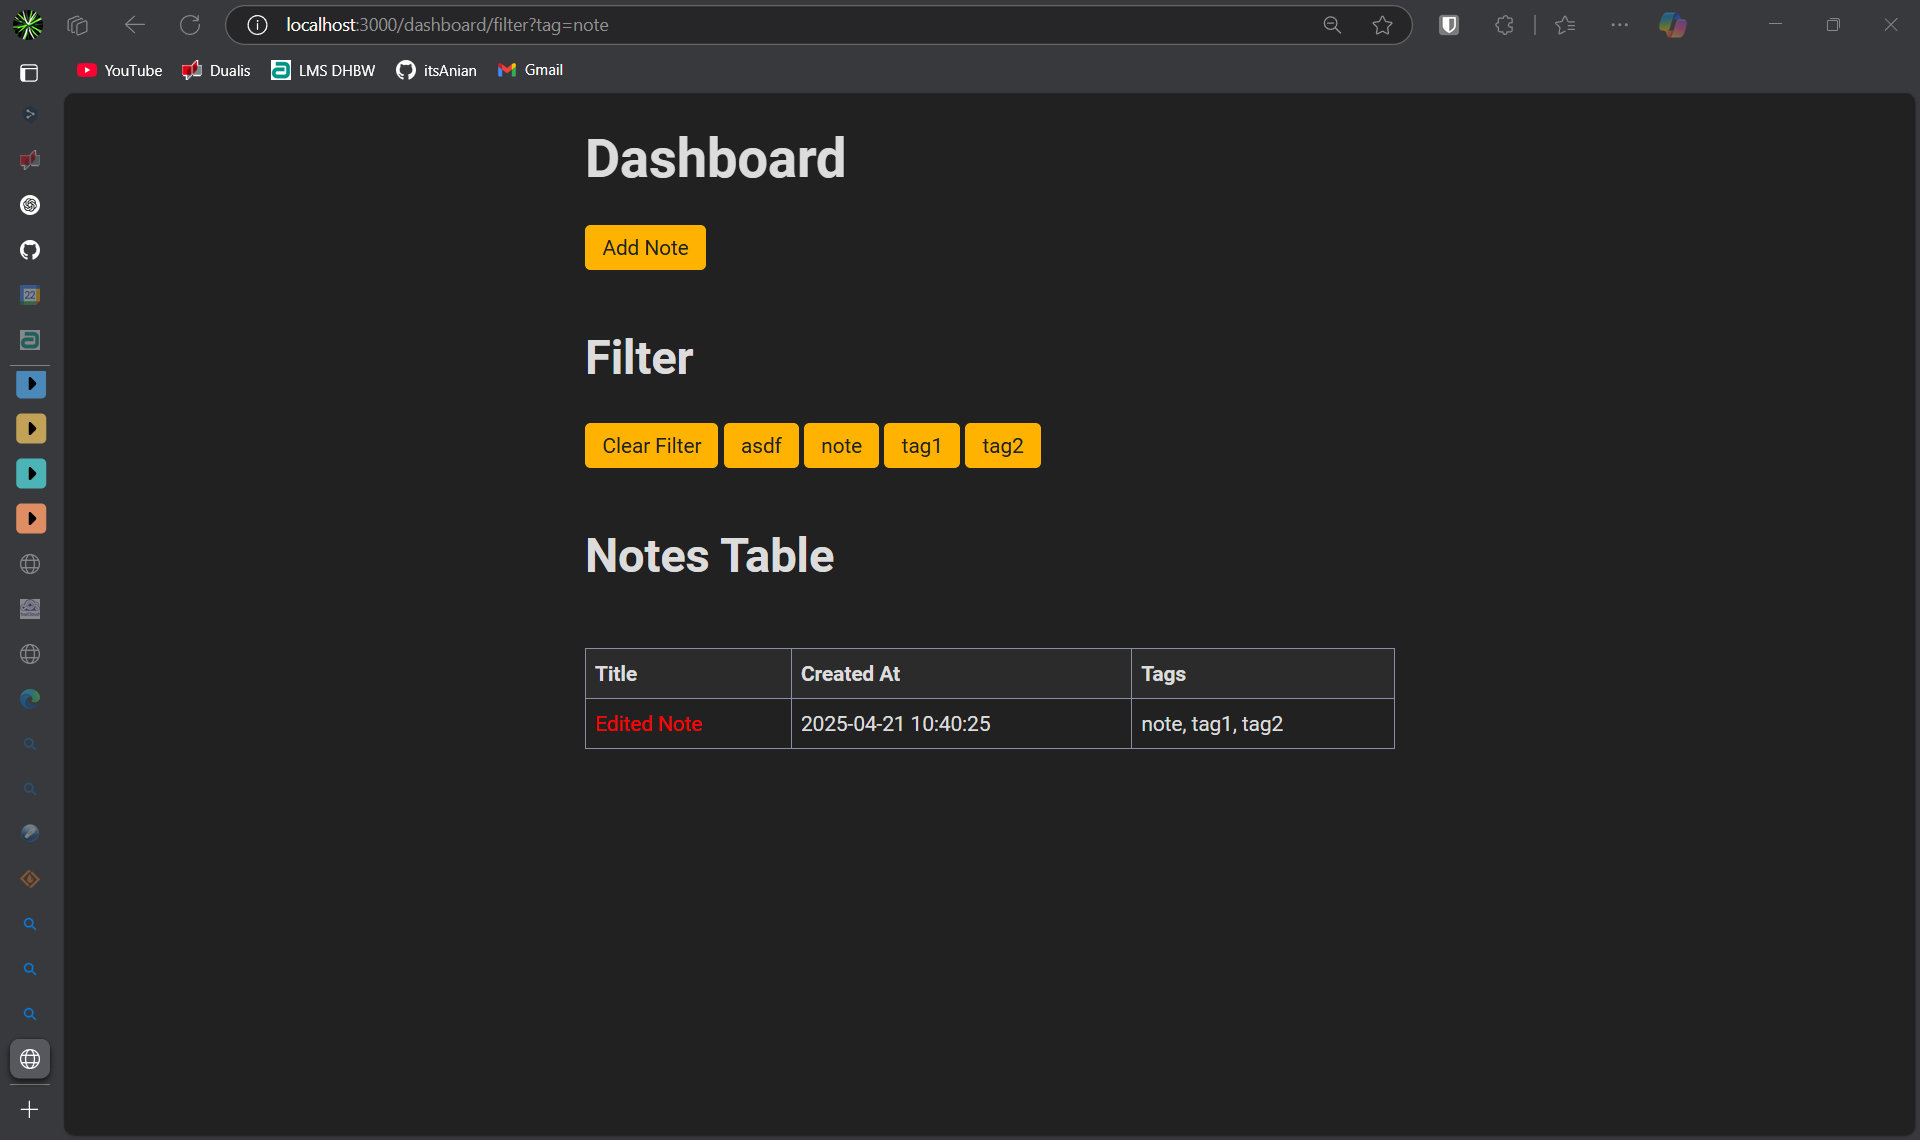 localhost:3000/dashboard/filter?tag=note
YouTube Dualis LMS DHBW itsAnian Gmail
Dashboard
Add Note
Filter
Clear Filter asdf note tag1 tag2
Notes Table
Title Created At Tags
Edited Note 2025-04-21 10:40:25 note, tag1, tag2
22